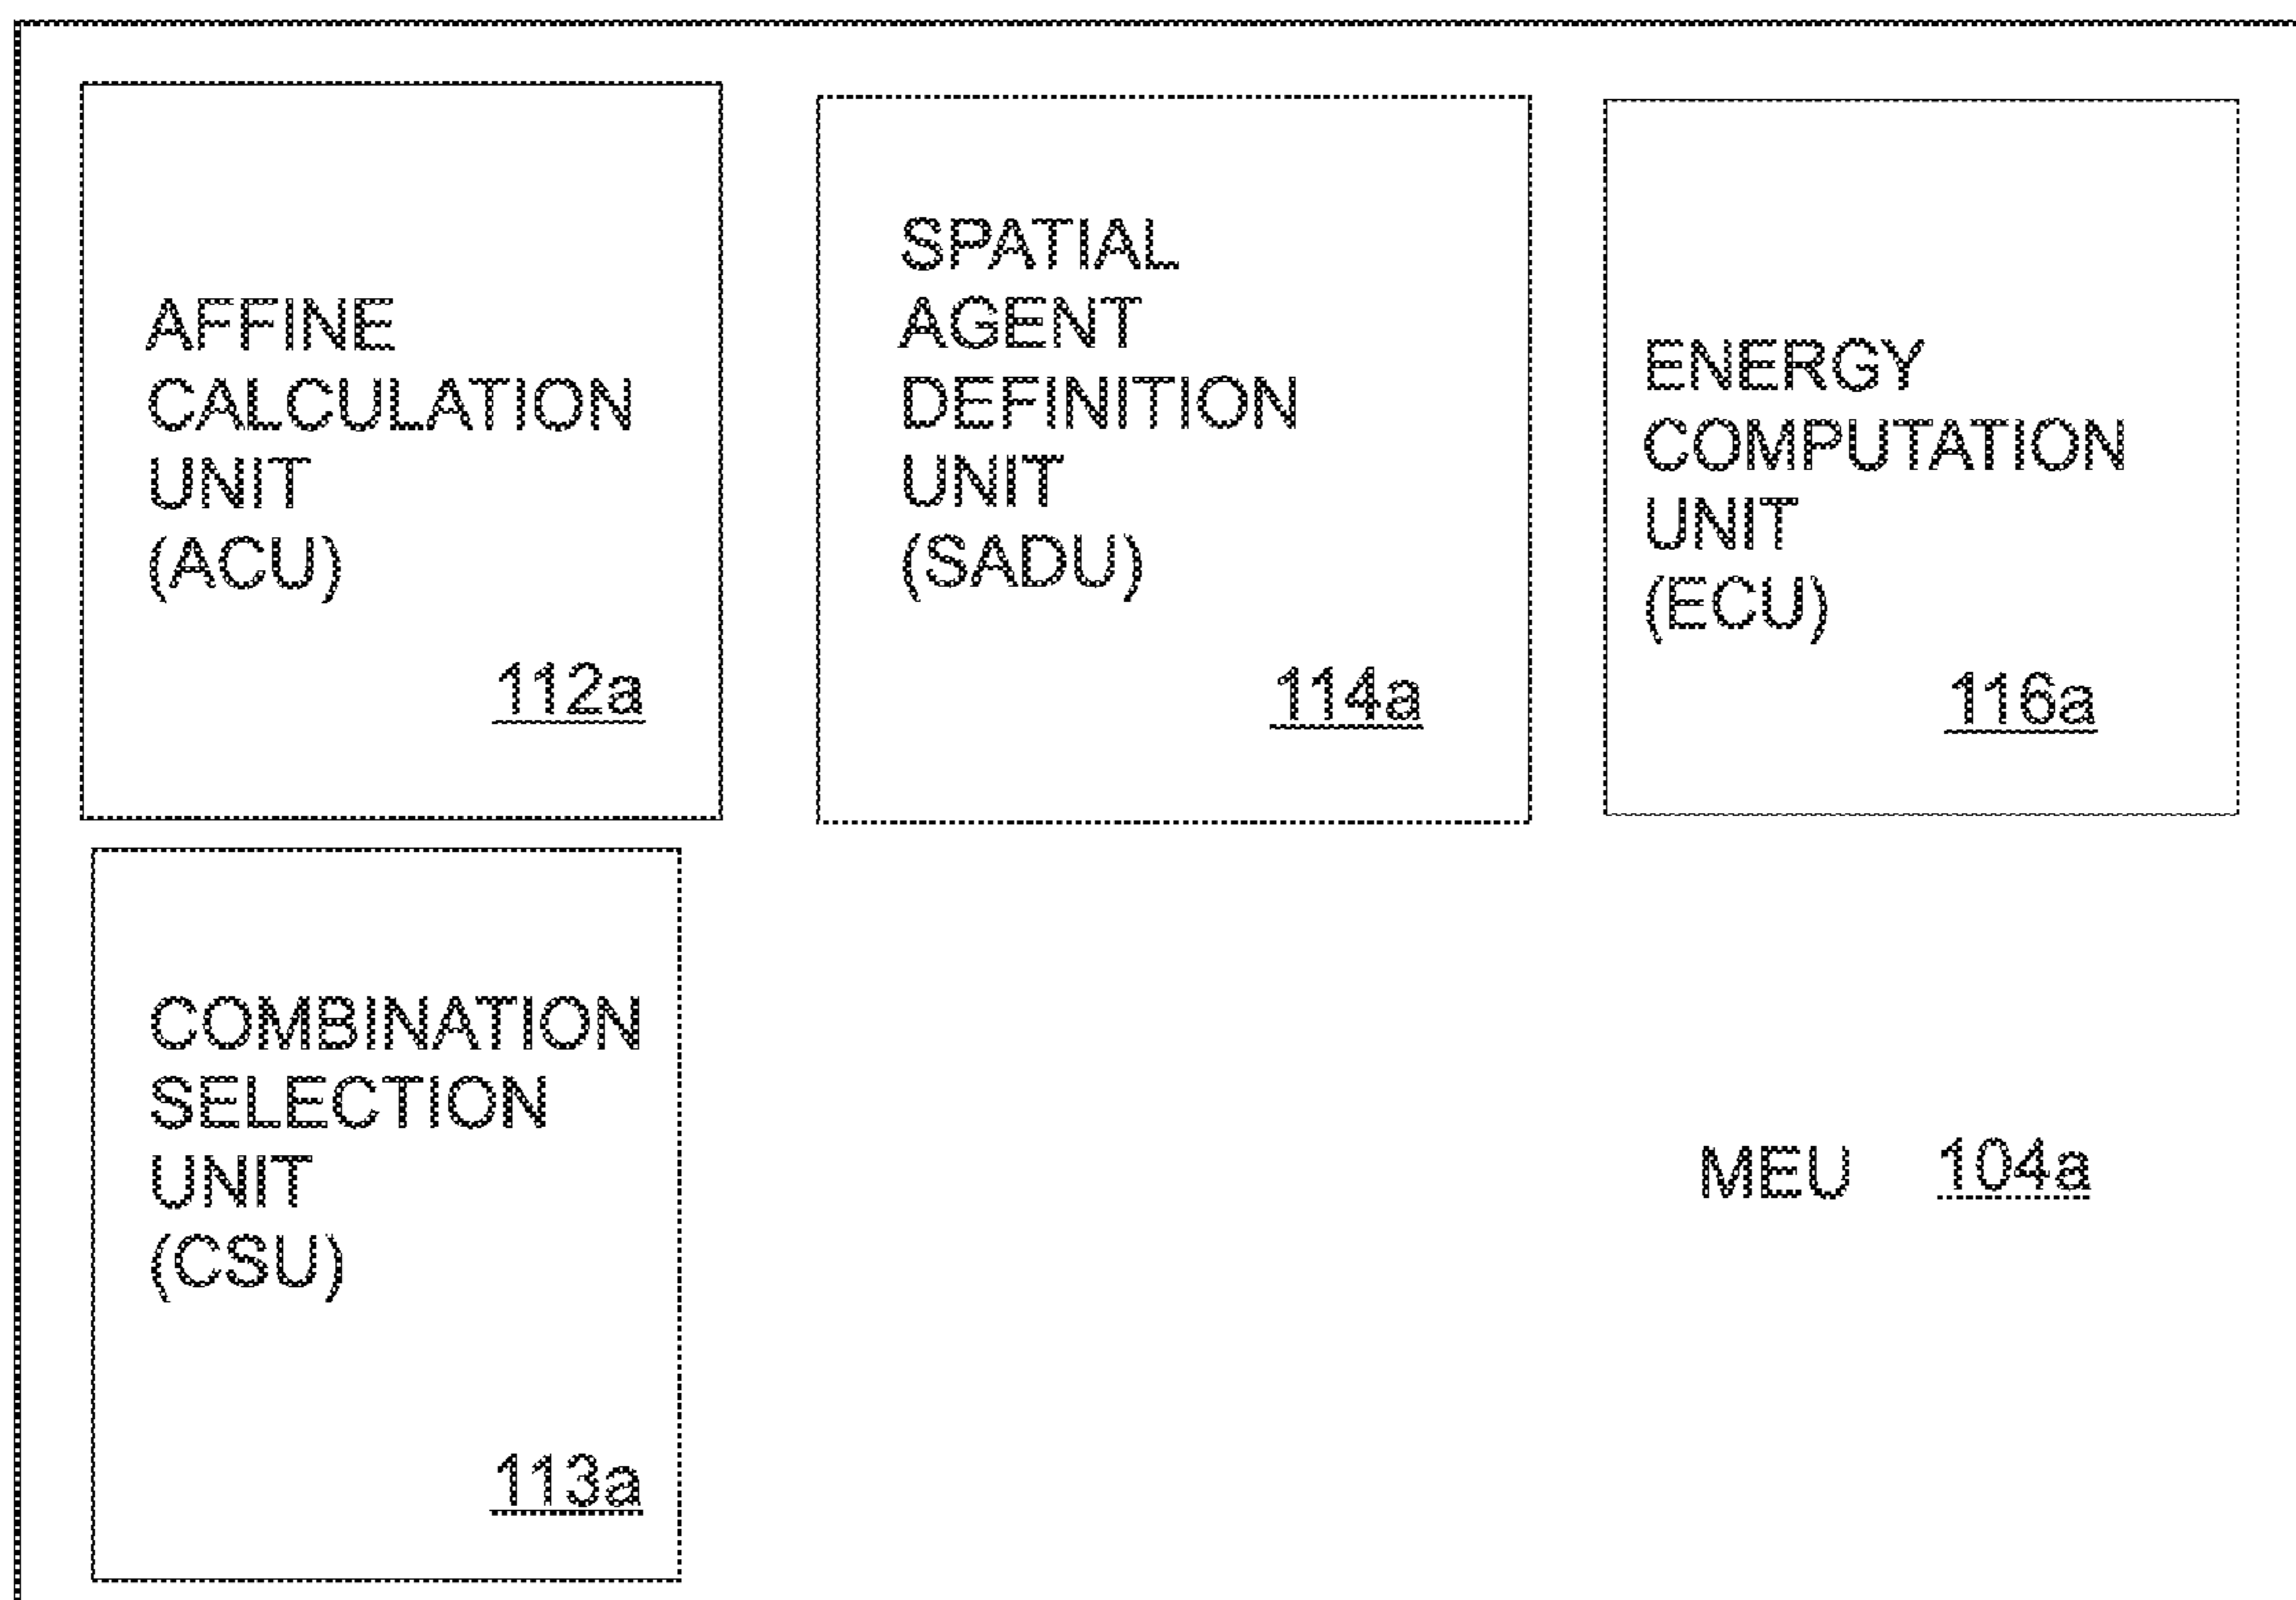 AFFINE
CALCULATION
UNIT
(ACU)
112a
SPATIAL
AGENT
DEFINITION
UNIT
(SADU)
114a
ENERGY
COMPUTATION
UNIT
(ECU)
116a
COMBINATION
SELECTION
UNIT
(CSU)
113a
MEU 104a